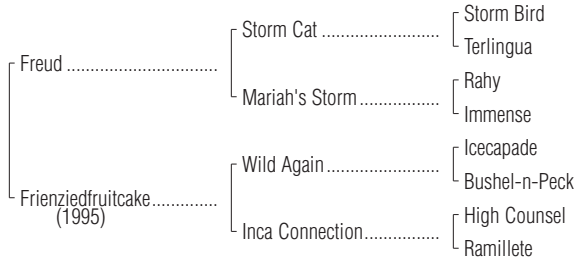 Storm Bird
Storm Cat ........................
Terlingua
Freud ..............................
Rahy
Mariah's Storm................
Immense
Icecapade
Wild Again .......................
Bushel-n-Peck
Frienziedfruitcake.............
(1995)
High Counsel
Inca Connection...............
Ramillete